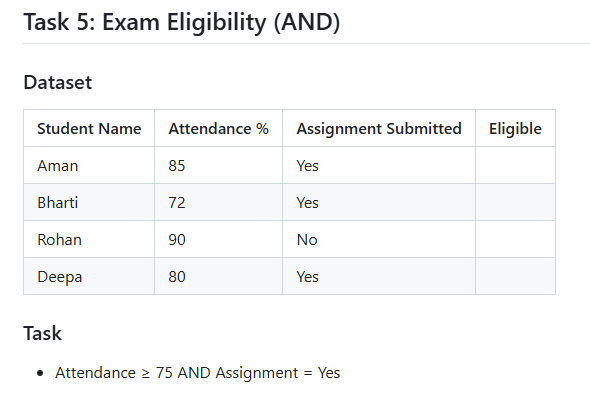 Task 5: Exam Eligibility (AND)
Dataset
Student Name Attendance % Assignment Submitted Eligible
Aman 85 Yes
Bharti 72 Yes
Rohan 90 No
Deepa 80 Yes
Task
• Attendance ≥ 75 AND Assignment = Yes